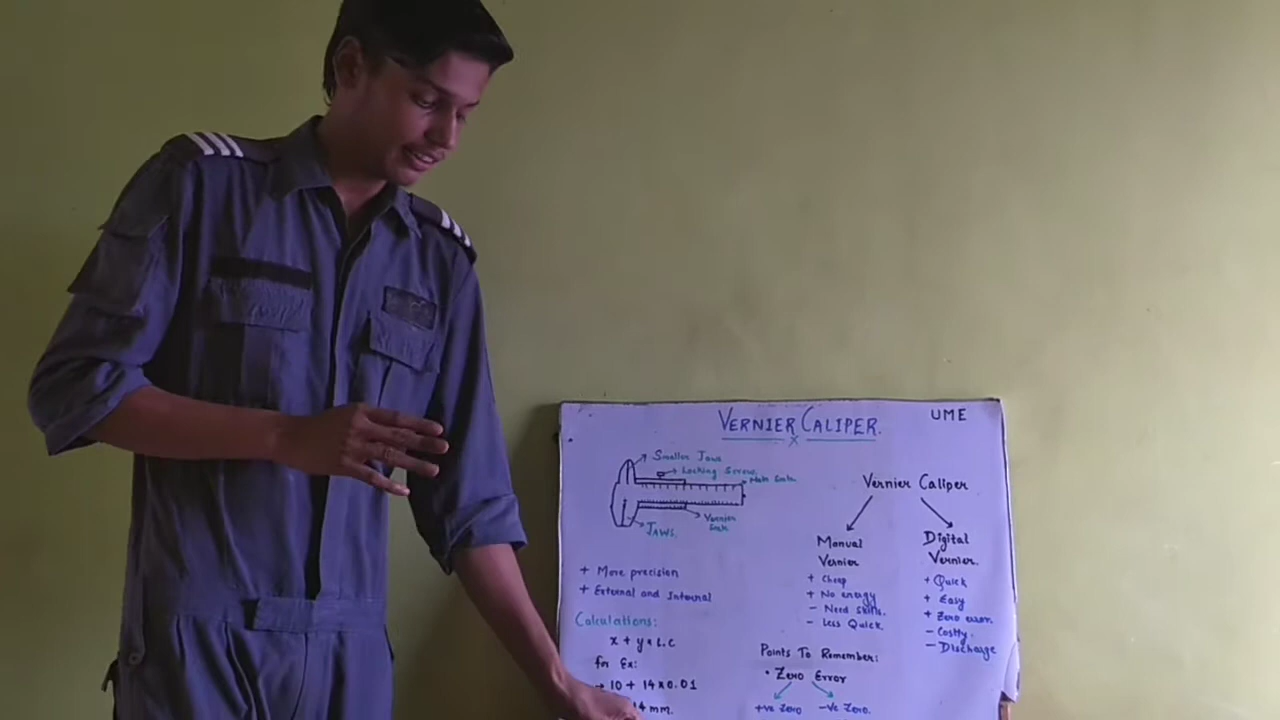 VERNIER CALIPER.
x
UME
Smaller Jaws
Locking Screw.
Main Scale
Vernier
Scale
JAWS.
+ More precision
+ External and Internal
Calculations:
x + y × L.C
for Ex:
→ 10 + 14 × 0.01
4 mm.
Vernier Caliper
Manual
Vernier
+ Cheap
+ No energy
- Need Skills.
- Less Quick.
Digital
Vernier.
+ Quick
+ Easy
+ Zero error.
- Costly.
- Discharge
Points To Remember:
• Zero Error
+ve Zero
-ve Zero.